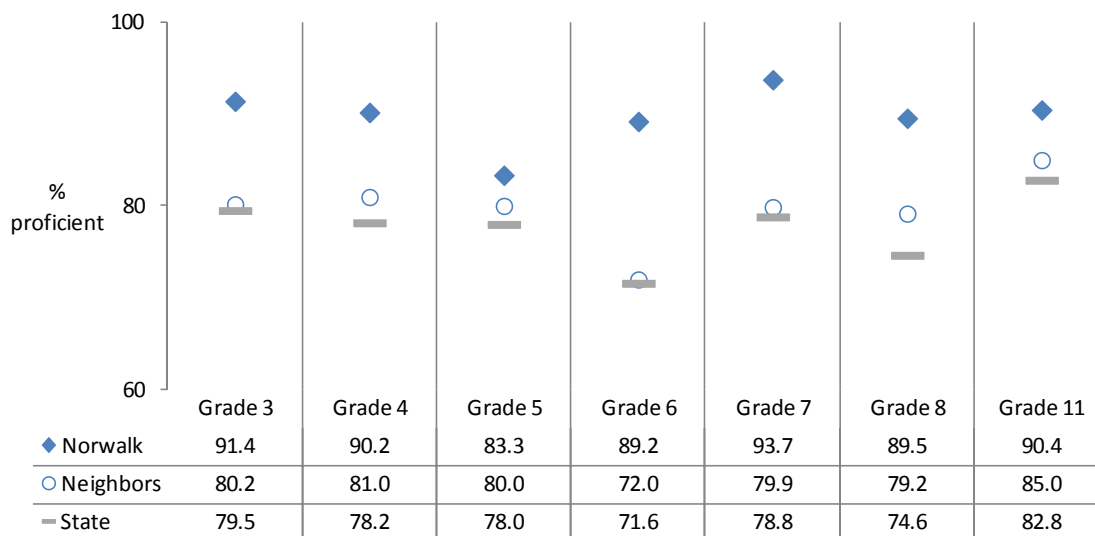 100
80
60
%
proficient
Grade 3 Grade 4 Grade 5 Grade 6 Grade 7 Grade 8 Grade 11
Norwalk 91.4 90.2 83.3 89.2 93.7 89.5 90.4
Neighbors 80.2 81.0 80.0 72.0 79.9 79.2 85.0
State 79.5 78.2 78.0 71.6 78.8 74.6 82.8